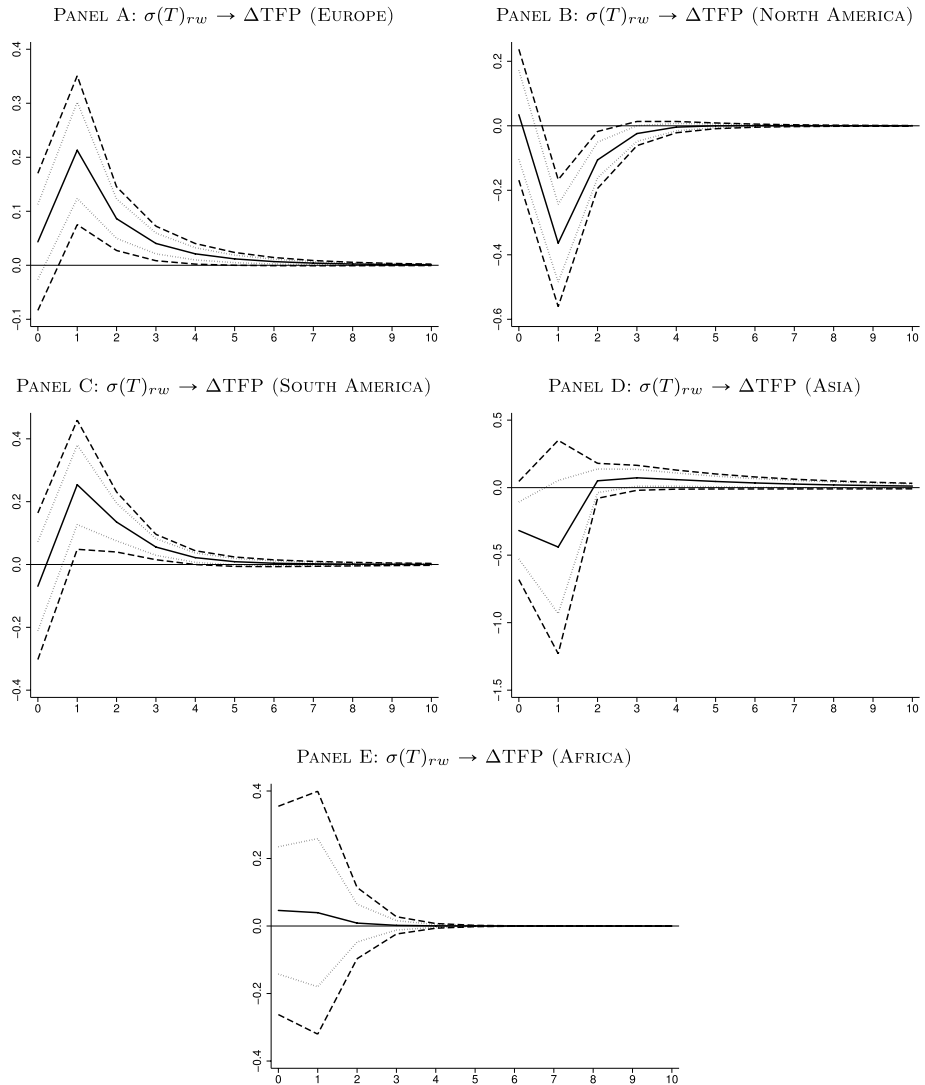 PANEL A: σ(T)rw → ΔTFP (EUROPE)
0.4
0.3
0.2
0.1
0.0
−0.1
0 1 2 3 4 5 6 7 8 9 10
PANEL B: σ(T)rw → ΔTFP (NORTH AMERICA)
0.2
0.0
−0.2
−0.4
−0.6
0 1 2 3 4 5 6 7 8 9 10
PANEL C: σ(T)rw → ΔTFP (SOUTH AMERICA)
0.4
0.2
0.0
−0.2
−0.4
0 1 2 3 4 5 6 7 8 9 10
PANEL D: σ(T)rw → ΔTFP (ASIA)
0.5
0.0
−0.5
−1.0
−1.5
0 1 2 3 4 5 6 7 8 9 10
PANEL E: σ(T)rw → ΔTFP (AFRICA)
0.4
0.2
0.0
−0.2
−0.4
0 1 2 3 4 5 6 7 8 9 10